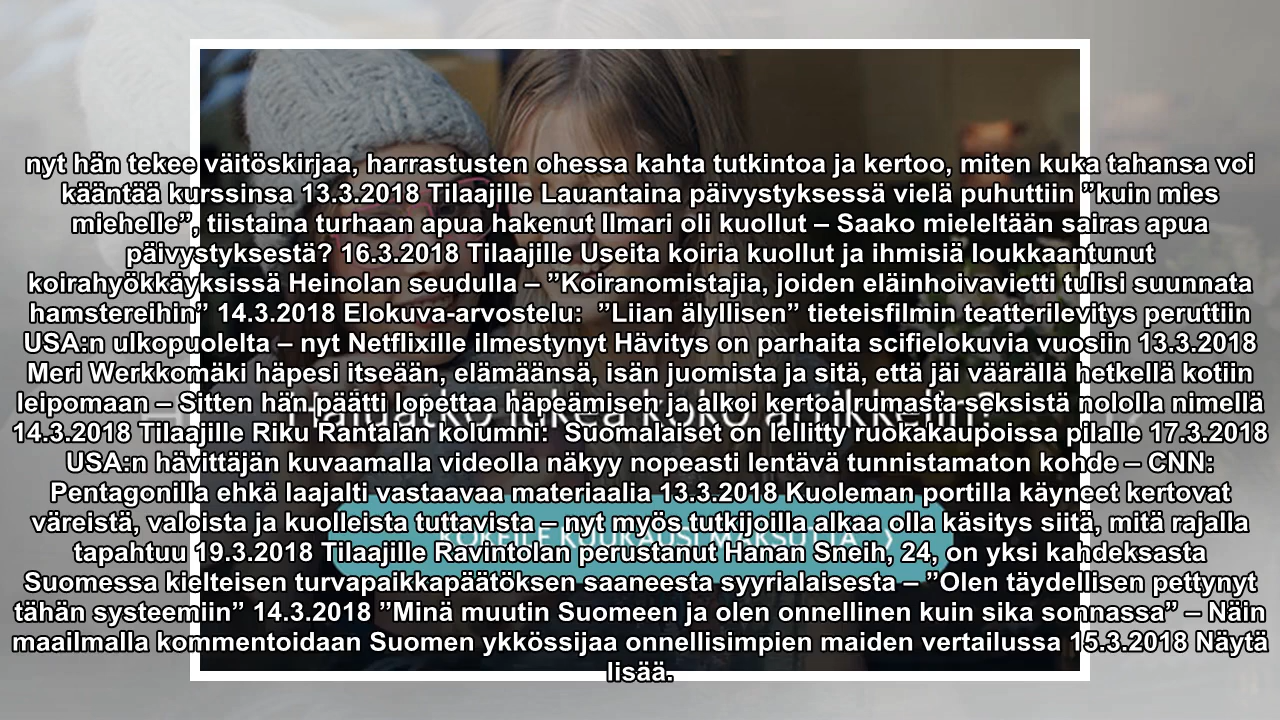 nyt hän tekee väitöskirjaa, harrastusten ohessa kahta tutkintoa ja kertoo, miten kuka tahansa voi
kääntää kurssinsa 13.3.2018 Tilaajille Lauantaina päivystyksessä vielä puhuttiin ”kuin mies
miehelle”, tiistaina turhaan apua hakenut Ilmari oli kuollut – Saako mieleltään sairas apua
päivystyksestä? 16.3.2018 Tilaajille Useita koiria kuollut ja ihmisiä loukkaantunut
koirahyökkäyksissä Heinolan seudulla – ”Koiranomistajia, joiden eläinhoivavietti tulisi suunnata
hamstereihin” 14.3.2018 Elokuva-arvostelu: ”Liian älyllisen” tieteisfilmin teatterilevitys peruttiin
USA:n ulkopuolelta – nyt Netflixille ilmestynyt Hävitys on parhaita scifielokuvia vuosiin 13.3.2018
Meri Werkkomäki häpesi itseään, elämäänsä, isän juomista ja sitä, että jäi väärällä hetkellä kotiin
leipomaan – Sitten hän päätti lopettaa häpeämisen ja alkoi kertoa rumasta seksistä nololla nimellä
14.3.2018 Tilaajille Riku Rantalan kolumni: Suomalaiset on lellitty ruokakaupoissa pilalle 17.3.2018
USA:n hävittäjän kuvaamalla videolla näkyy nopeasti lentävä tunnistamaton kohde – CNN:
Pentagonilla ehkä laajalti vastaavaa materiaalia 13.3.2018 Kuoleman portilla käyneet kertovat
väreistä, valoista ja kuolleista tuttavista – nyt myös tutkijoilla alkaa olla käsitys siitä, mitä rajalla
tapahtuu 19.3.2018 Tilaajille Ravintolan perustanut Hanan Sneih, 24, on yksi kahdeksasta
Suomessa kielteisen turvapaikkapäätöksen saaneesta syyrialaisesta – ”Olen täydellisen pettynyt
tähän systeemiin” 14.3.2018 ”Minä muutin Suomeen ja olen onnellinen kuin sika sonnassa” – Näin
maailmalla kommentoidaan Suomen ykkössijaa onnellisimpien maiden vertailussa 15.3.2018 Näytä
lisää.
Haluatko lukea koko artikkelin?
KOKEILE KUUKAUSI MAKSUTTA